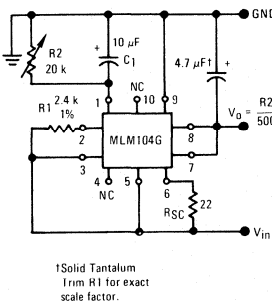 GND
R2
20 k
10 µF
C1
4.7 µF†
+
+
NC
1
10
9
R1
2.4 k
1%
2
MLM104G
8
VO = R2
500
3
7
4
NC
5
6
RSC
22
Vin
†Solid Tantalum
Trim R1 for exact
scale factor.